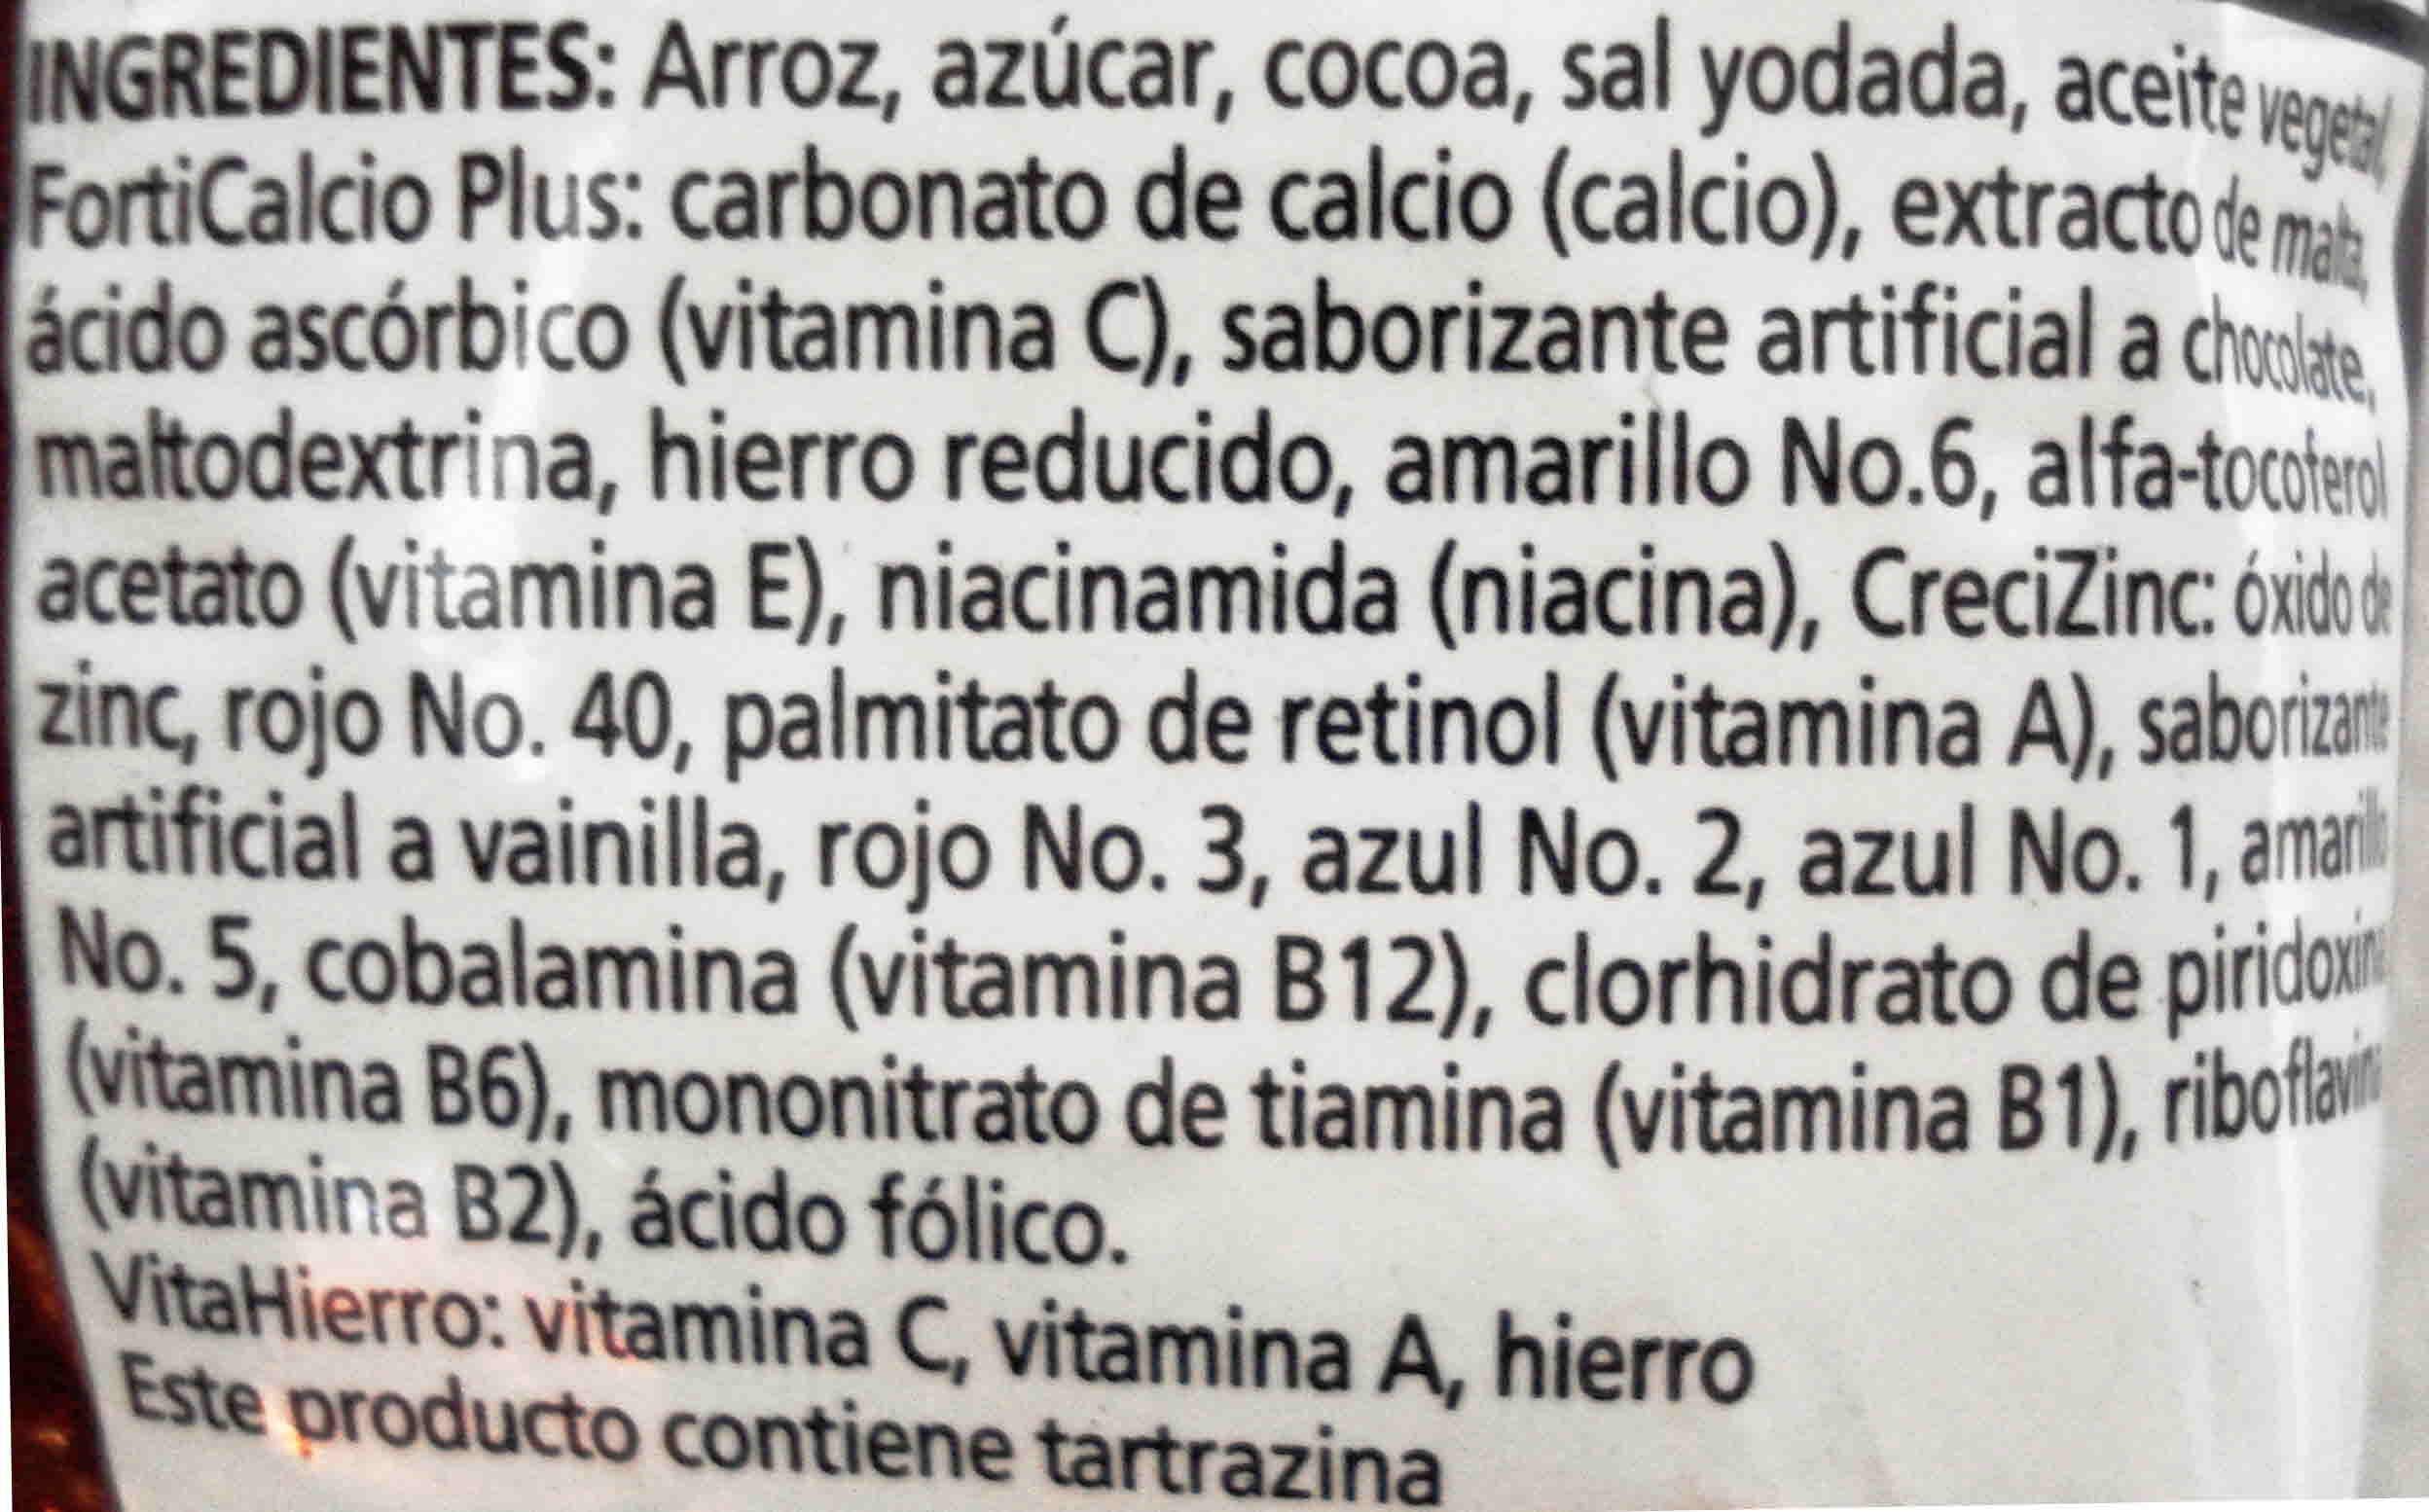 INGREDIENTES: Arroz, azúcar, cocoa, sal yodada, aceite vegetal,
FortiCalcio Plus: carbonato de calcio (calcio), extracto de malta,
ácido ascórbico (vitamina C), saborizante artificial a chocolate,
maltodextrina, hierro reducido, amarillo No.6, alfa-tocoferol
acetato (vitamina E), niacinamida (niacina), CreciZinc: óxido de
zinc, rojo No. 40, palmitato de retinol (vitamina A), saborizante
artificial a vainilla, rojo No. 3, azul No. 2, azul No. 1, amarillo
No. 5, cobalamina (vitamina B12), clorhidrato de piridoxina
(vitamina B6), mononitrato de tiamina (vitamina B1), riboflavina
(vitamina B2), ácido fólico.
VitaHierro: vitamina C, vitamina A, hierro
Este producto contiene tartrazina